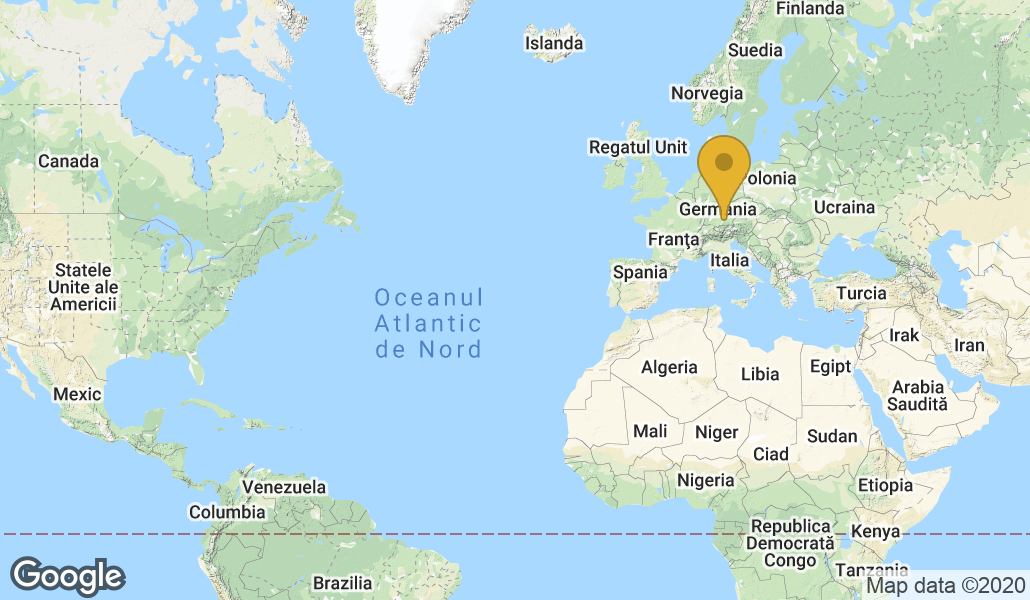 Finlanda
Islanda
Suedia
Norvegia
Regatul Unit
Canada
Polonia
Germania
Ucraina
Franţa
Italia
Spania
Statele
Unite ale
Americii
Turcia
Oceanul
Atlantic
de Nord
Irak
Iran
Algeria
Libia
Egipt
Mexic
Arabia
Saudită
Mali
Niger
Sudan
Ciad
Nigeria
Etiopia
Venezuela
Columbia
Kenya
Republica
Democrată
Congo
Tanzania
Brazilia
Google
Map data ©2020